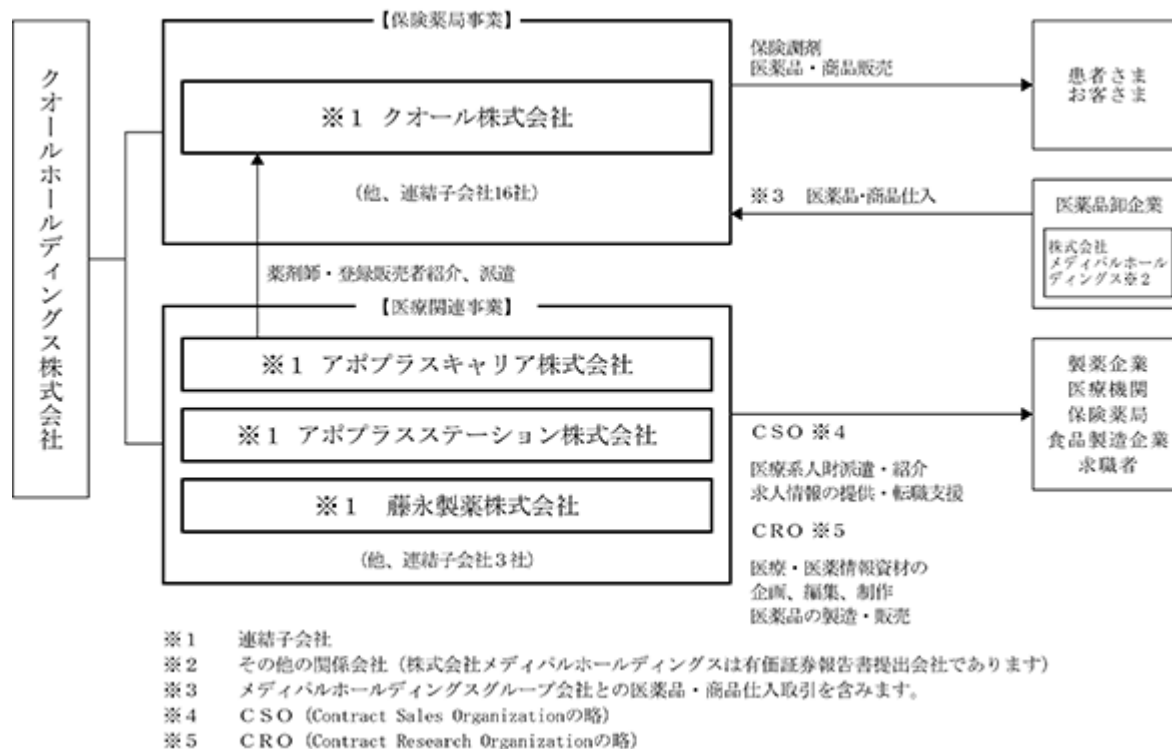 クオールホールディングス株式会社
【保険薬局事業】
※1 クオール株式会社
(他、連結子会社16社)
保険調剤
医薬品・商品販売
患者さま
お客さま
※3 医薬品・商品仕入
医薬品卸企業
株式会社
メディパルホール
ディングス※2
薬剤師・登録販売者紹介、派遣
【医療関連事業】
※1 アポプラスキャリア株式会社
※1 アポプラスステーション株式会社
※1 藤永製薬株式会社
(他、連結子会社3社)
CSO ※4
医療系人財派遣・紹介
求人情報の提供・転職支援
CRO ※5
医療・医薬情報資材の
企画、編集、制作
医薬品の製造・販売
製薬企業
医療機関
保険薬局
食品製造企業
求職者
※1 連結子会社
※2 その他の関係会社(株式会社メディパルホールディングスは有価証券報告書提出会社であります)
※3 メディパルホールディングスグループ会社との医薬品・商品仕入取引を含みます。
※4 CSO (Contract Sales Organizationの略)
※5 CRO (Contract Research Organizationの略)